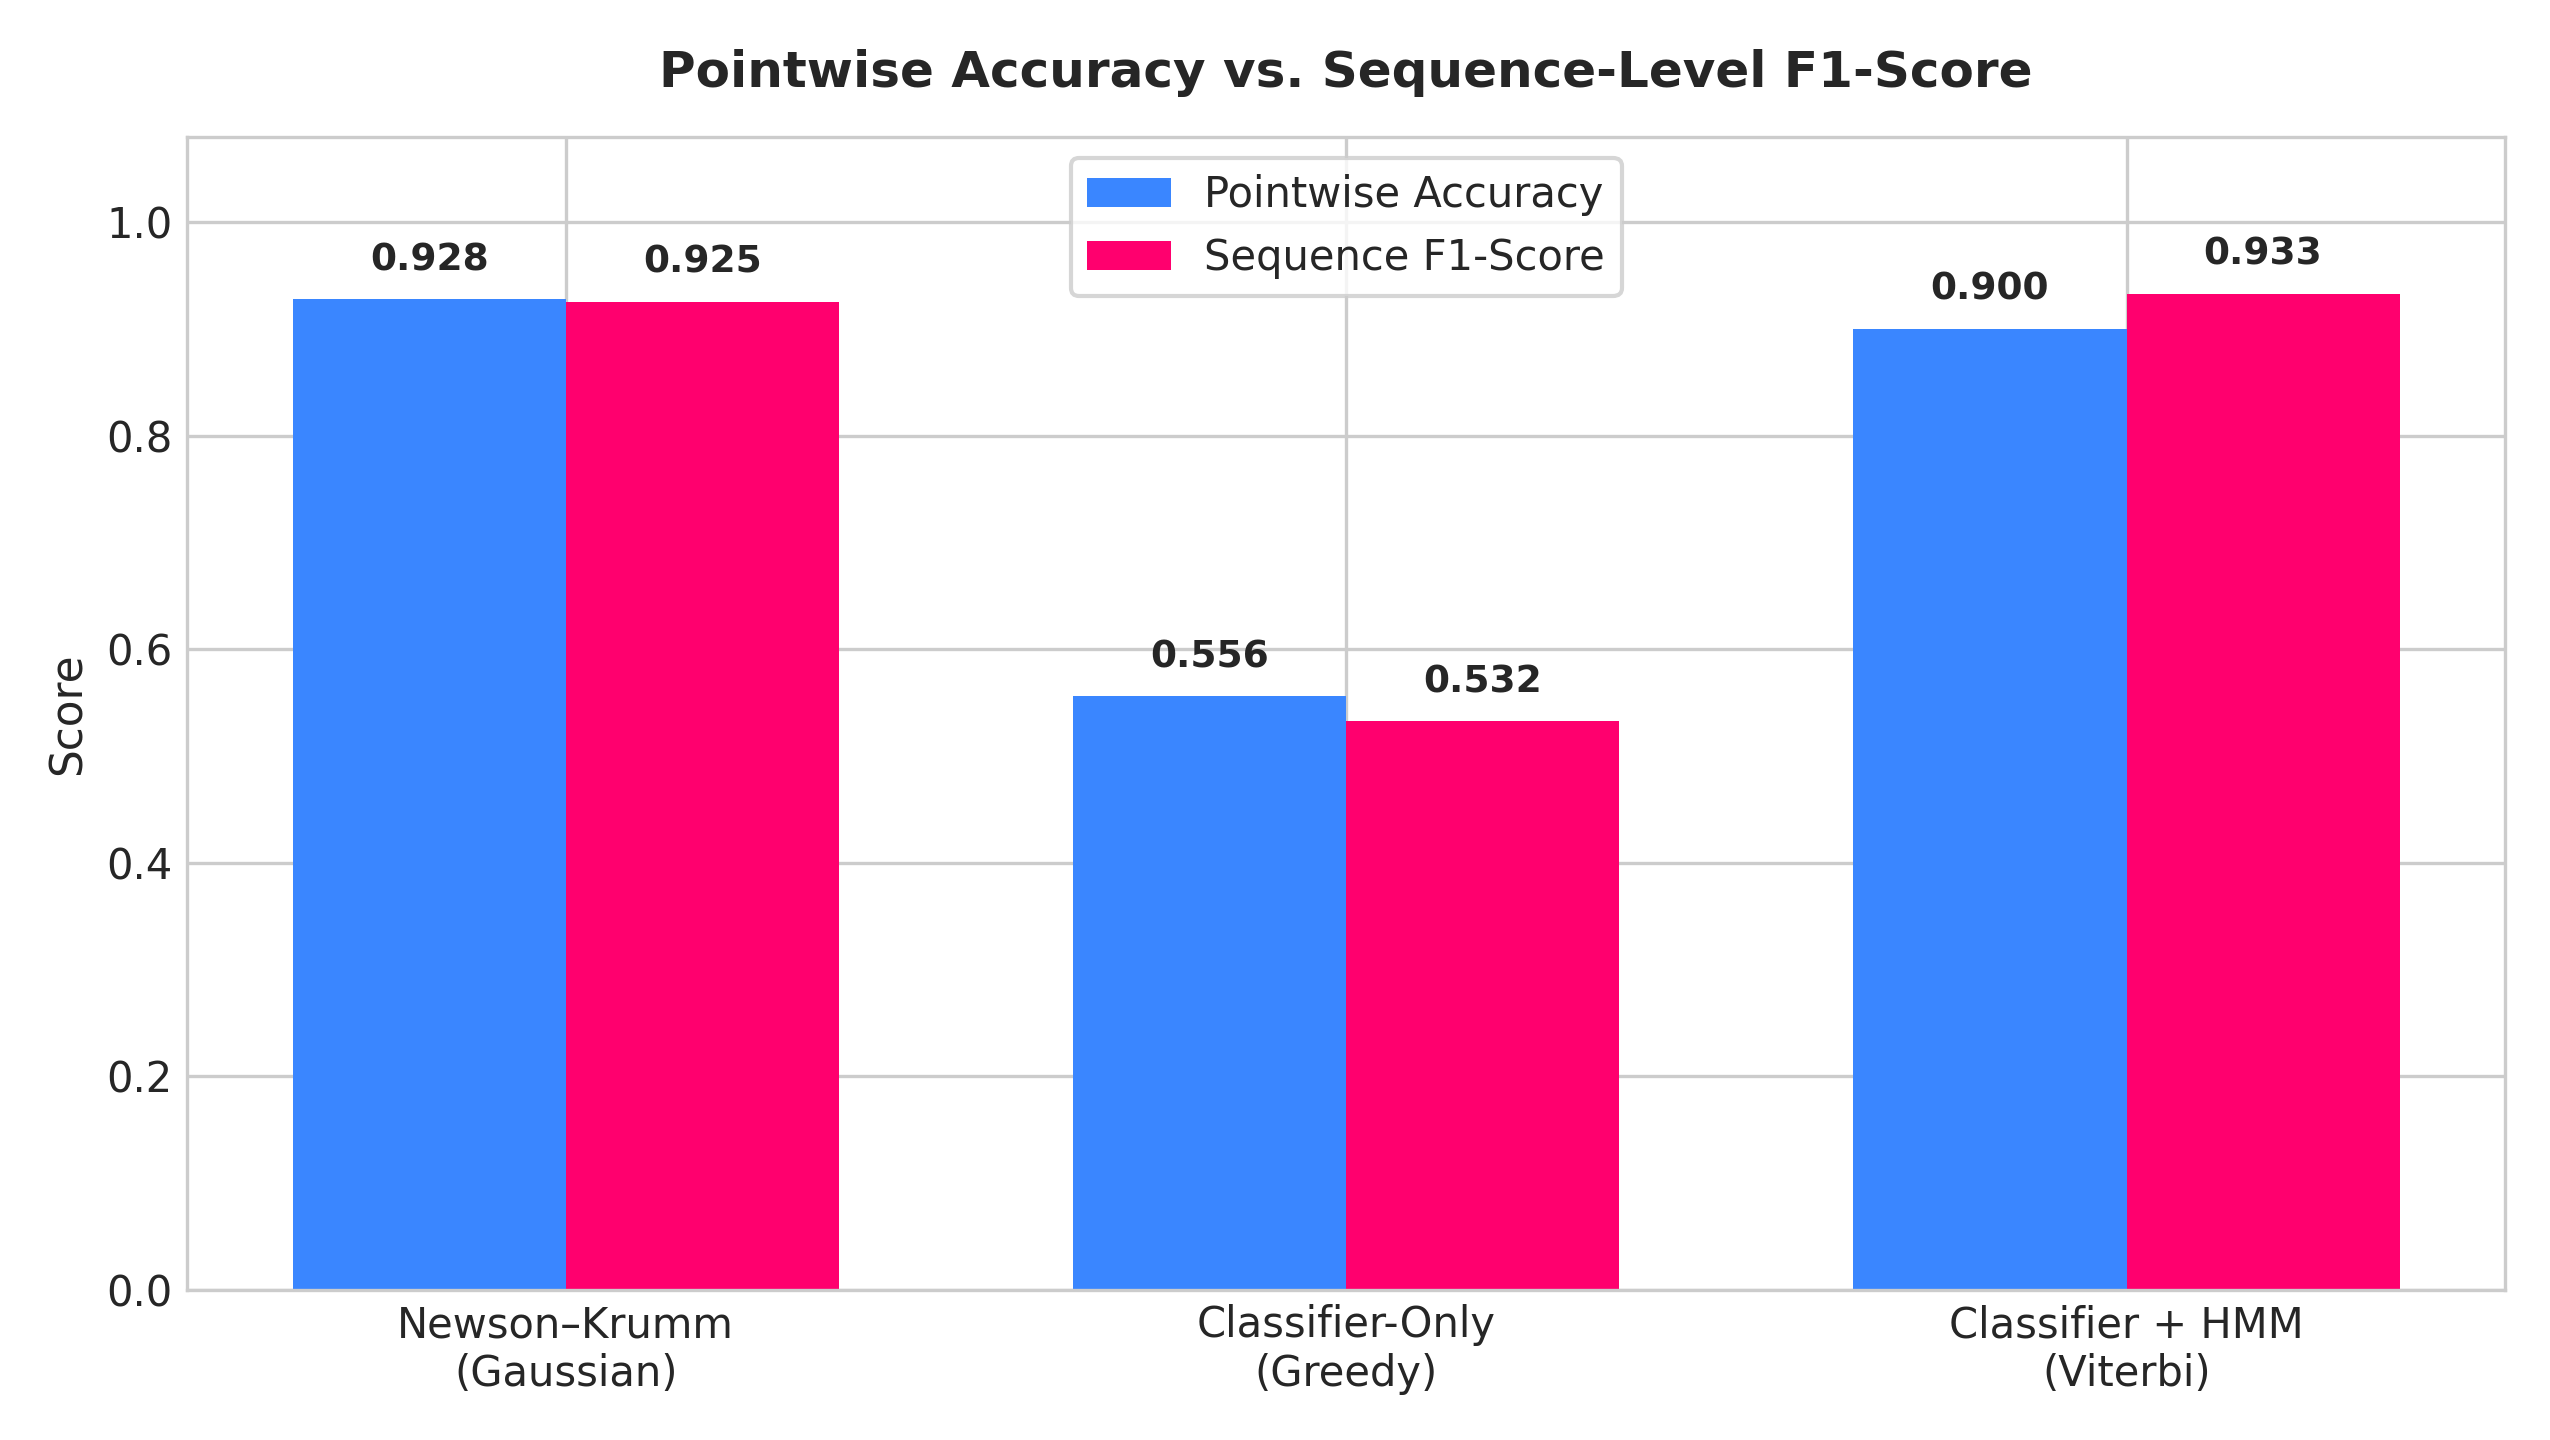 Pointwise Accuracy vs. Sequence-Level F1-Score
Pointwise Accuracy
Sequence F1-Score
Score
1.0
0.8
0.6
0.4
0.2
0.0
0.928
0.925
0.556
0.532
0.900
0.933
Newson–Krumm
(Gaussian)
Classifier-Only
(Greedy)
Classifier + HMM
(Viterbi)